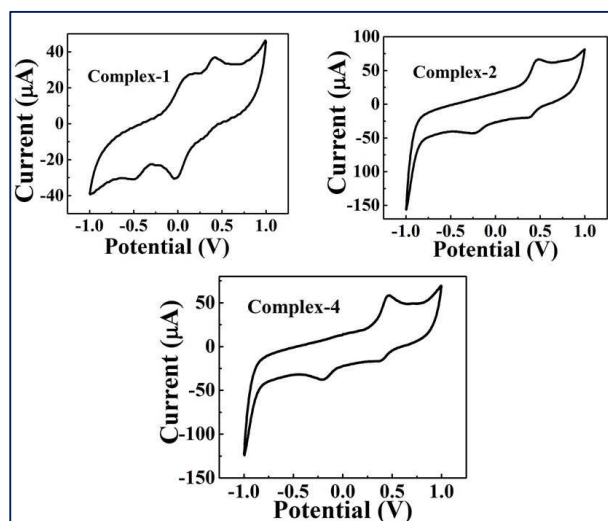 Complex-1
40
20
0
-20
-40
Current (μA)
-1.0 -0.5 0.0 0.5 1.0
Potential (V)
Complex-2
100
50
0
-50
-100
-150
Current (μA)
-1.0 -0.5 0.0 0.5 1.0
Potential (V)
Complex-4
50
0
-50
-100
-150
Current (μA)
-1.0 -0.5 0.0 0.5 1.0
Potential (V)